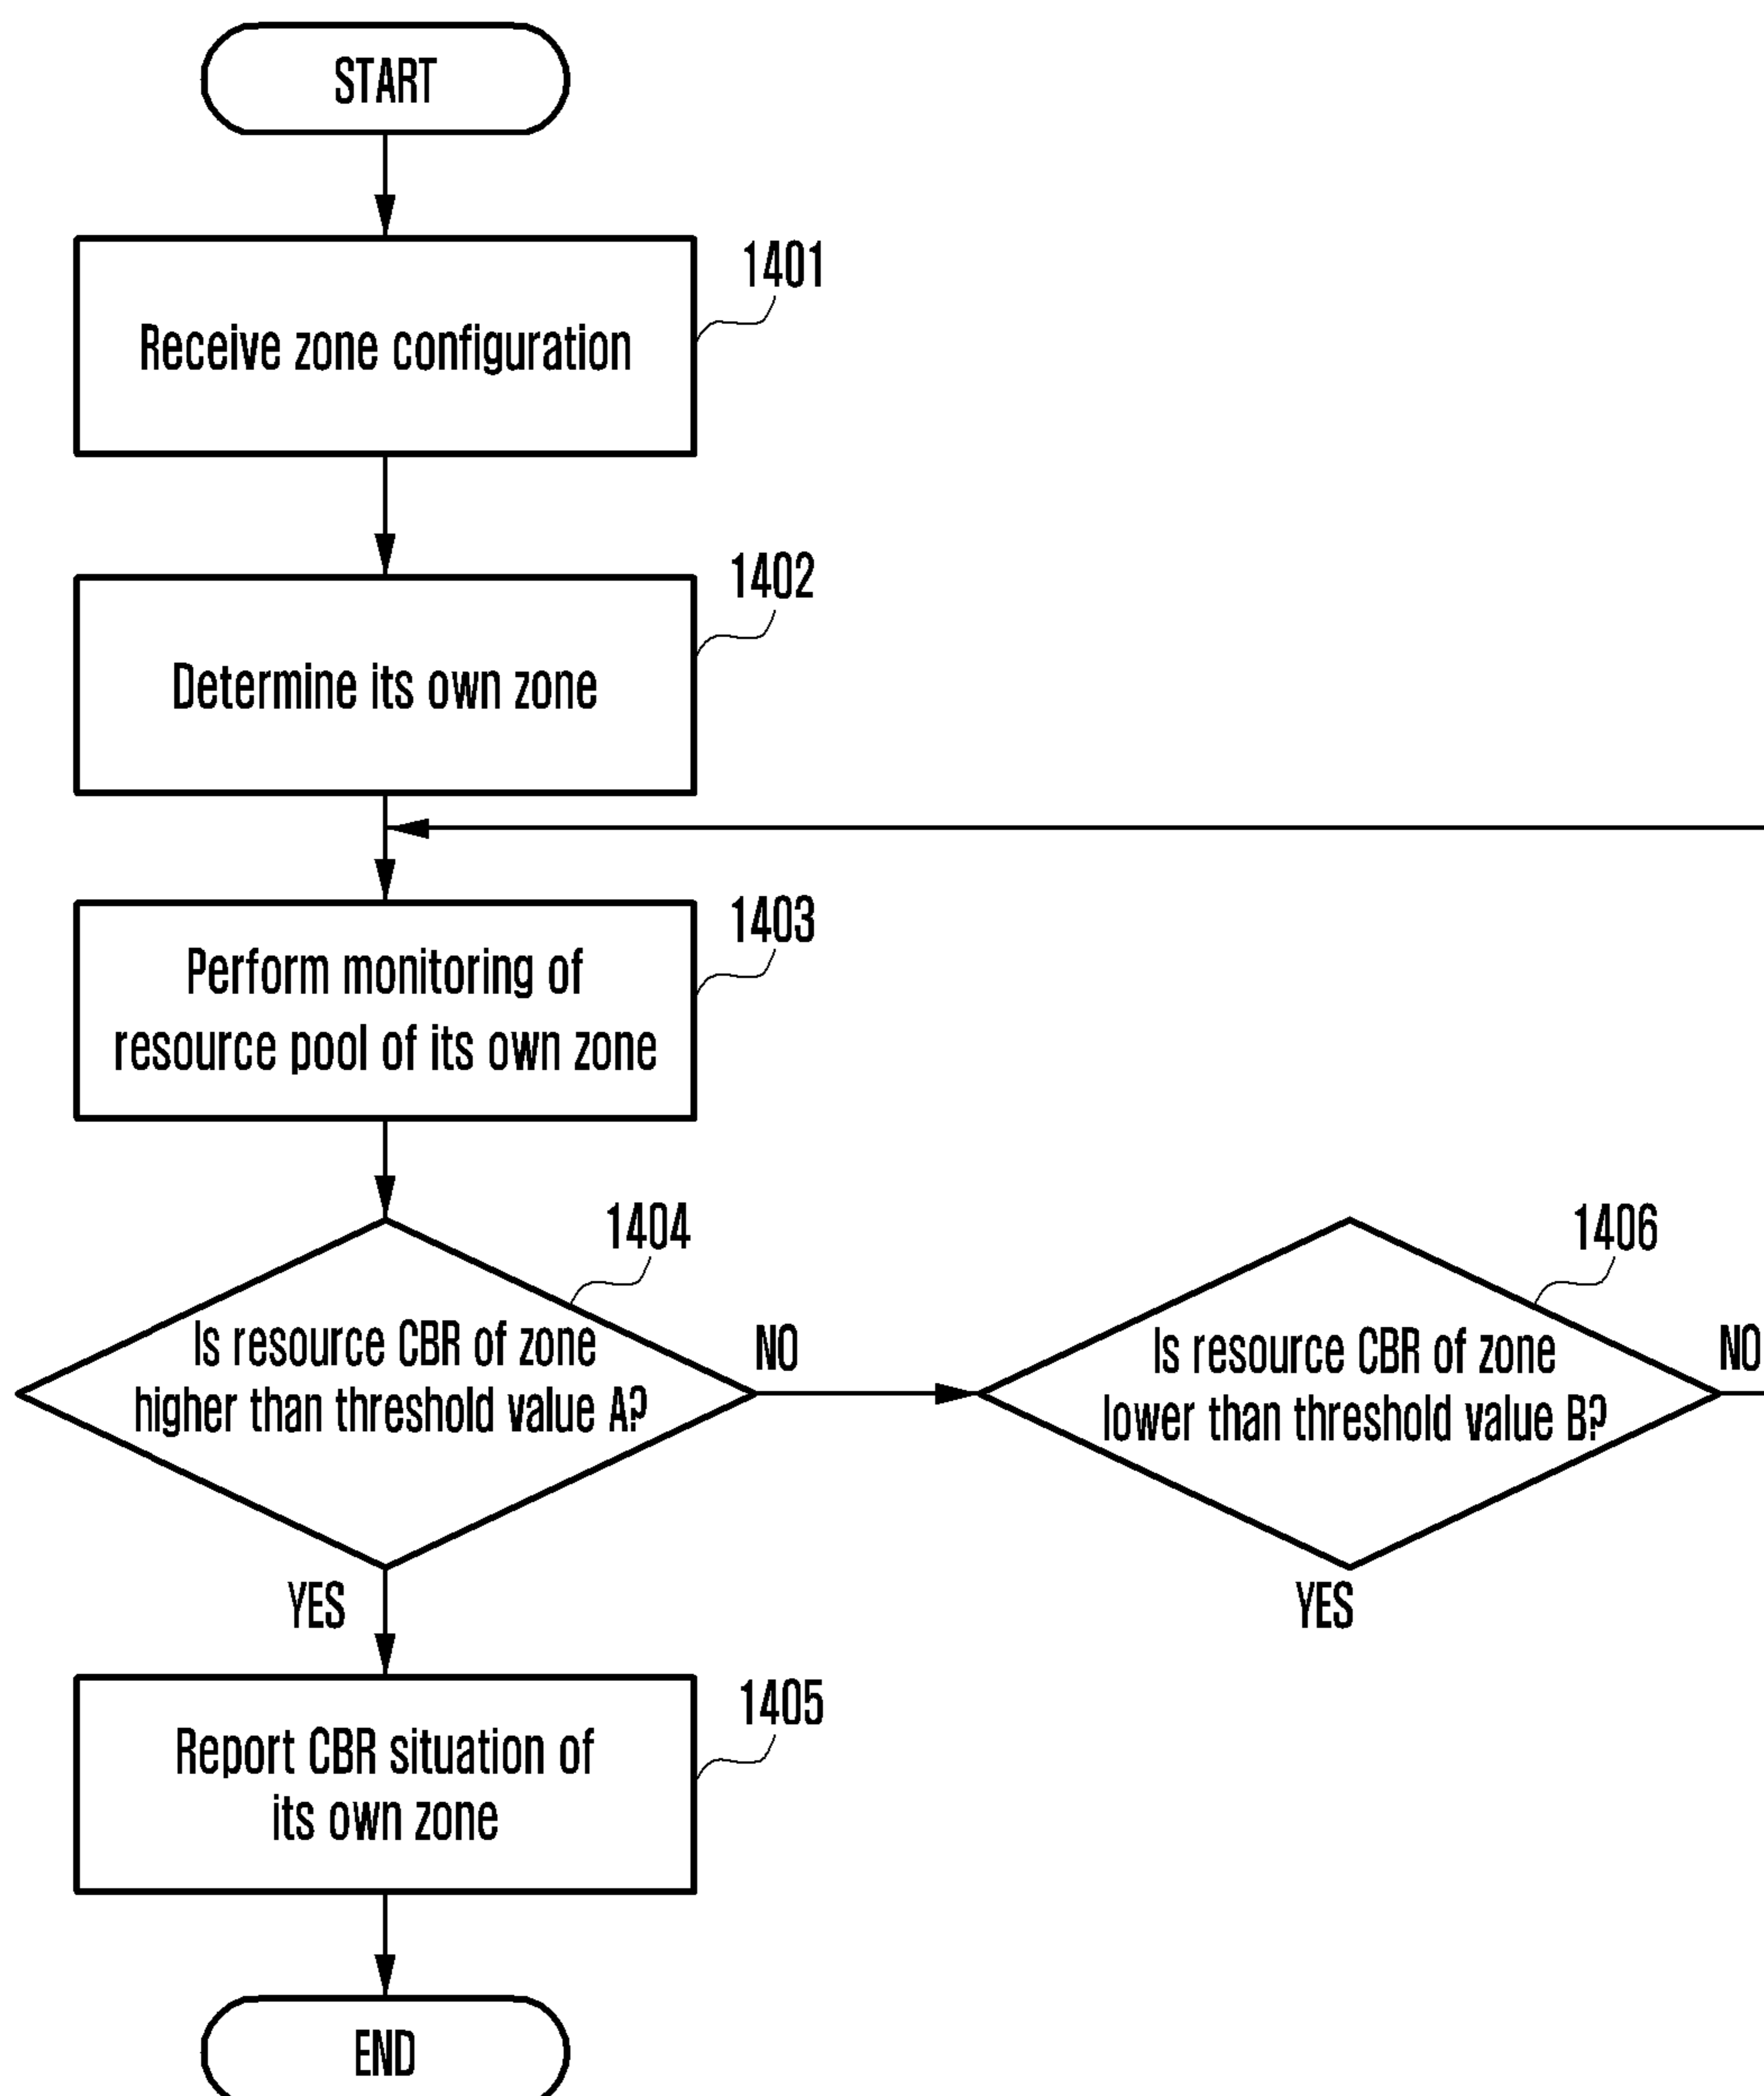 START
1401
Receive zone configuration
1402
Determine its own zone
1403
Perform monitoring of
resource pool of its own zone
1404
Is resource CBR of zone
higher than threshold value A?
NO
1406
Is resource CBR of zone
lower than threshold value B?
NO
YES
YES
1405
Report CBR situation of
its own zone
END